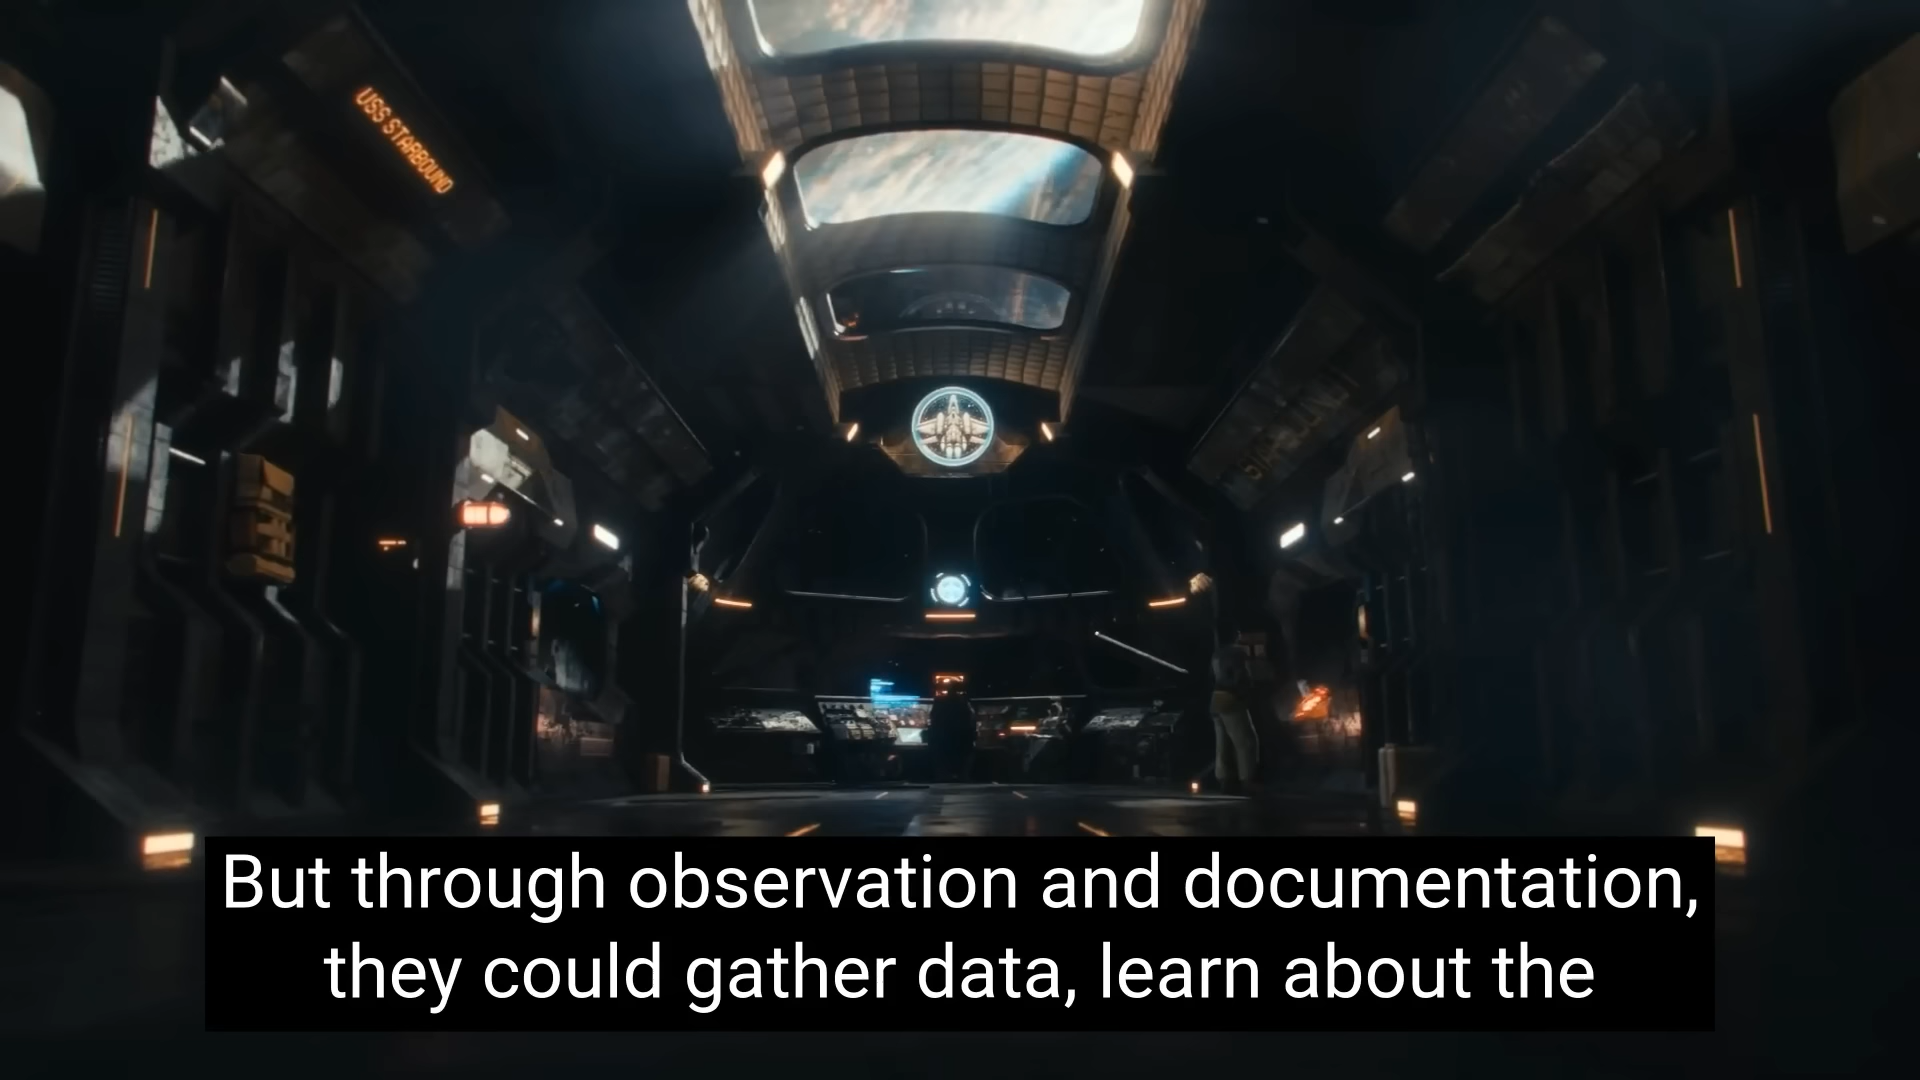 USS STARBOUND
But through observation and documentation,
they could gather data, learn about the